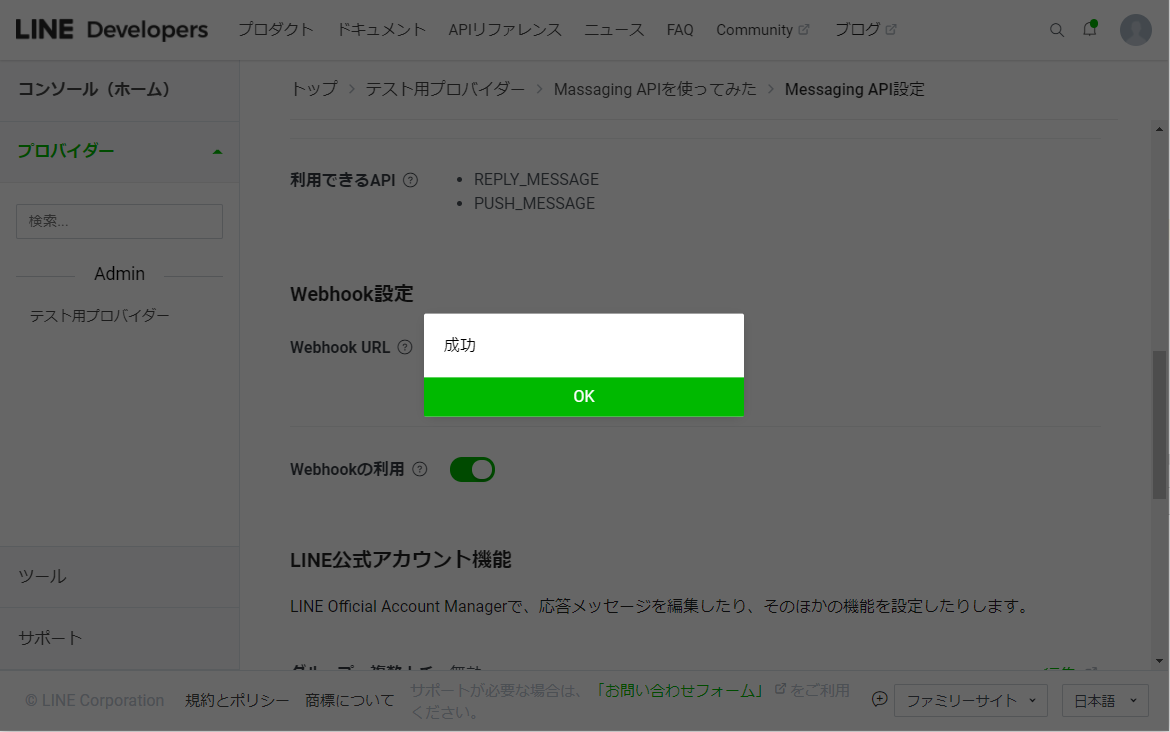 LINE Developers プロダクト ドキュメント APIリファレンス ニュース FAQ Community ブログ
コンソール（ホーム）
プロバイダー
検索...
Admin
テスト用プロバイダー
ツール
サポート
トップ テスト用プロバイダー Massaging APIを使ってみた Messaging API設定
利用できるAPI
REPLY_MESSAGE
PUSH_MESSAGE
Webhook設定
Webhook URL
成功
OK
Webhookの利用
LINE公式アカウント機能
LINE Official Account Managerで、応答メッセージを編集したり、そのほかの機能を設定したりします。
© LINE Corporation 規約とポリシー 商標について
サポートが必要な場合は、「お問い合わせフォーム」をご利用
ください。
ファミリーサイト 日本語